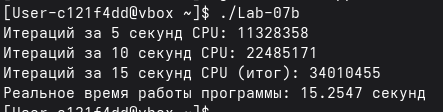 [User-c121f4dd@vbox ~]$ ./Lab-07b
Итераций за 5 секунд CPU: 11328358
Итераций за 10 секунд CPU: 22485171
Итераций за 15 секунд CPU (итог): 34010455
Реальное время работы программы: 15.2547 секунд
[User-c121f4dd@vbox ~]$